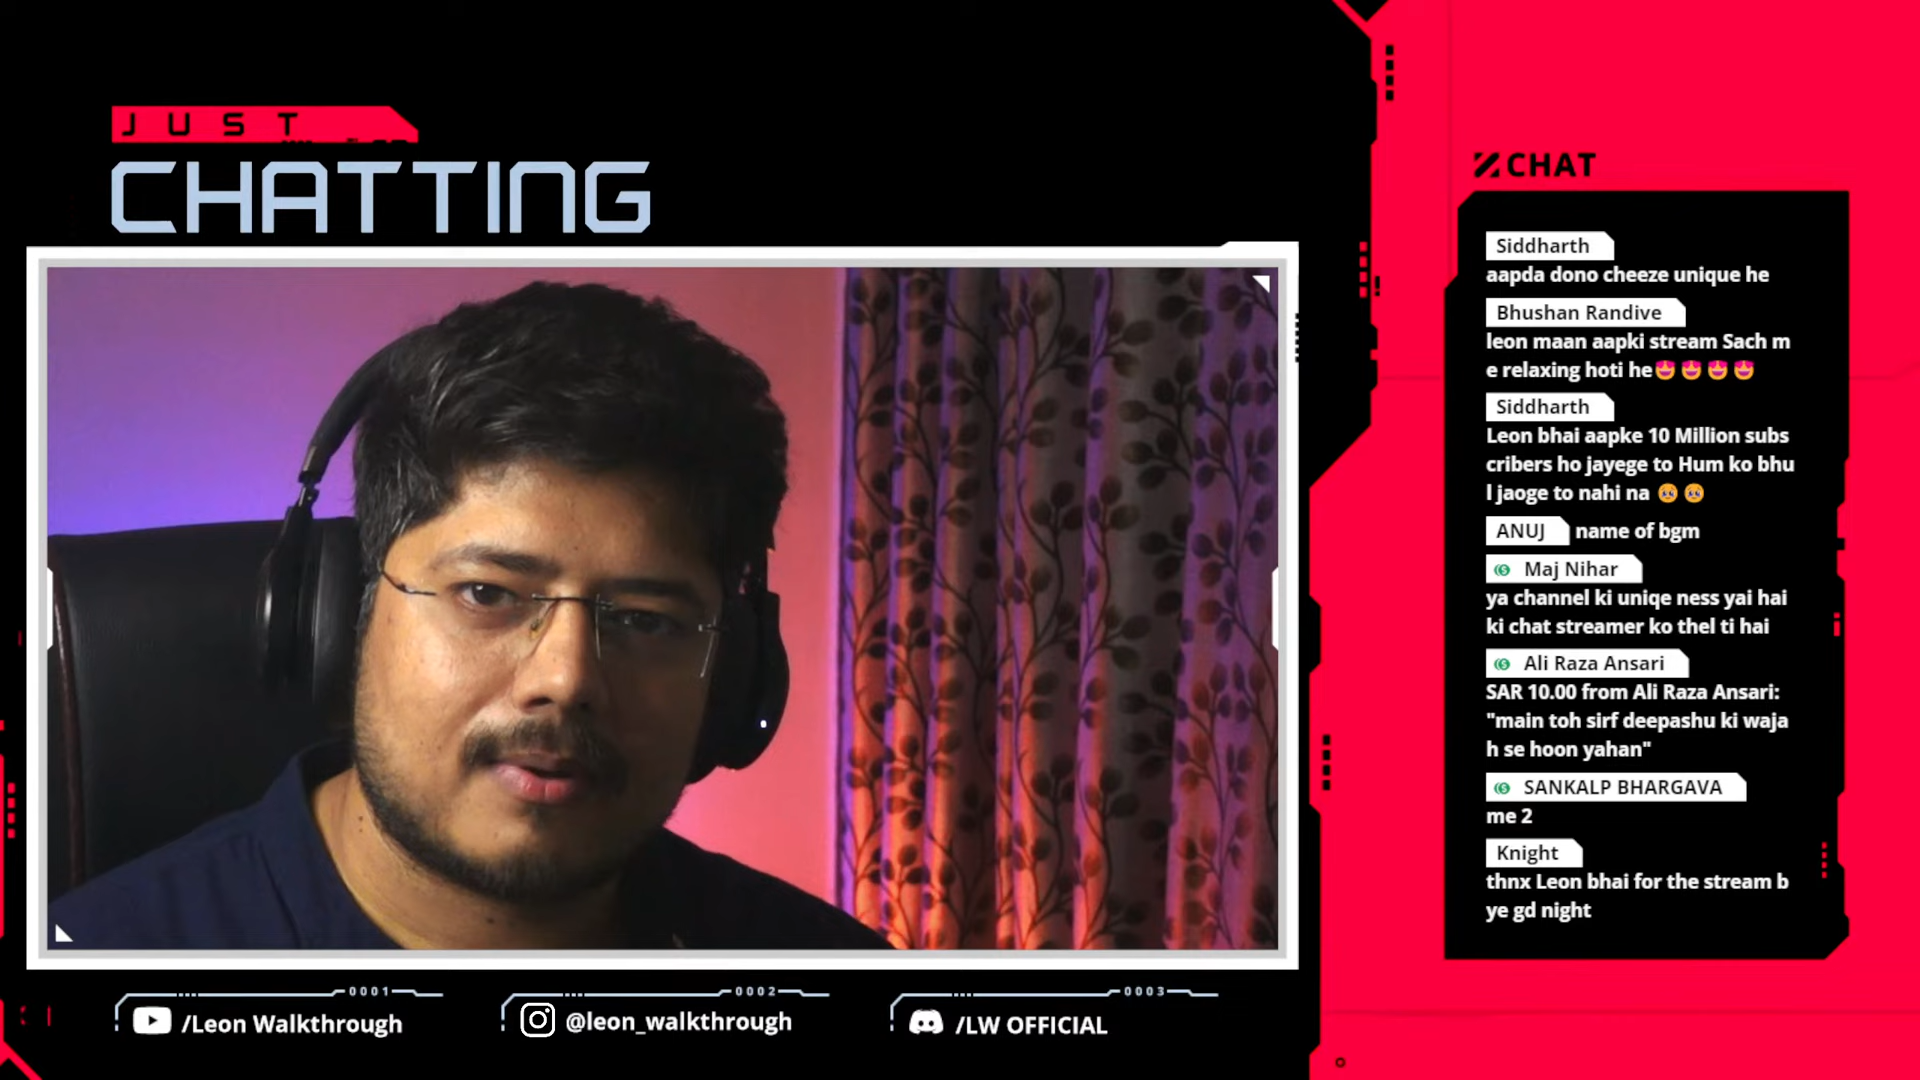 JUST
CHATTING
CHAT
Siddharth
aapda dono cheeze unique he
Bhushan Randive
leon maan aapki stream Sach m
e relaxing hoti he😍😍😍😍
Siddharth
Leon bhai aapke 10 Million subs
cribers ho jayege to Hum ko bhu
l jaoge to nahi na 🥺🥺
ANUJ name of bgm
Maj Nihar
ya channel ki uniqe ness yai hai
ki chat streamer ko thel ti hai
Ali Raza Ansari
SAR 10.00 from Ali Raza Ansari:
"main toh sirf deepashu ki waja
h se hoon yahan"
SANKALP BHARGAVA
me 2
Knight
thnx Leon bhai for the stream b
ye gd night
0001
/Leon Walkthrough
0002
@leon_walkthrough
0003
/LW OFFICIAL